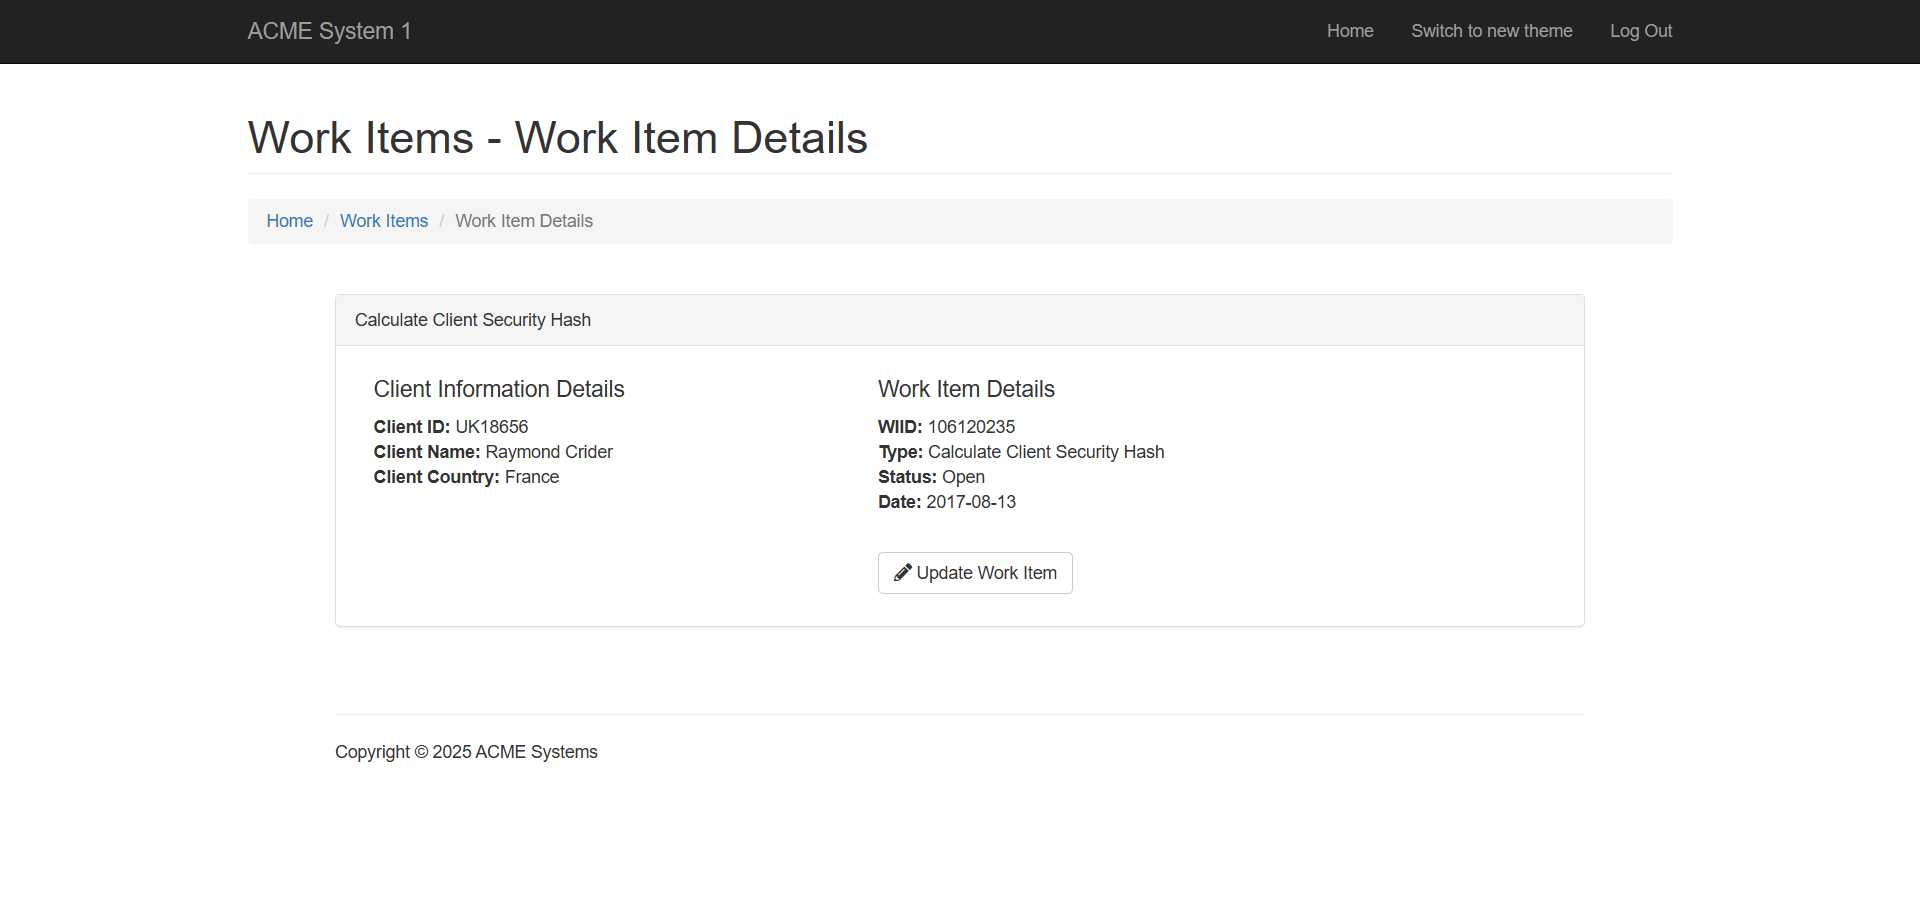 ACME System 1
Home
Switch to new theme
Log Out
Work Items - Work Item Details
Home / Work Items / Work Item Details
Calculate Client Security Hash
Client Information Details
Client ID: UK18656
Client Name: Raymond Crider
Client Country: France
Work Item Details
WIID: 106120235
Type: Calculate Client Security Hash
Status: Open
Date: 2017-08-13
Update Work Item
Copyright © 2025 ACME Systems